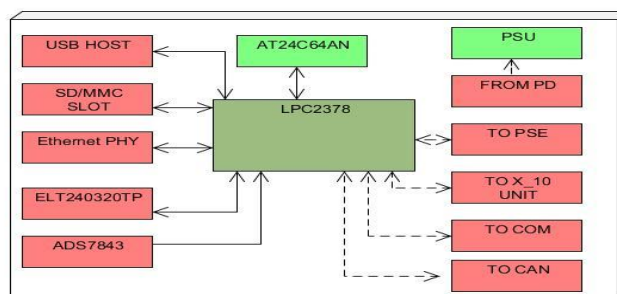 USB HOST
AT24C64AN
PSU
SD/MMC
SLOT
LPC2378
FROM PD
Ethernet PHY
TO PSE
ELT240320TP
TO X_10
UNIT
ADS7843
TO COM
TO CAN